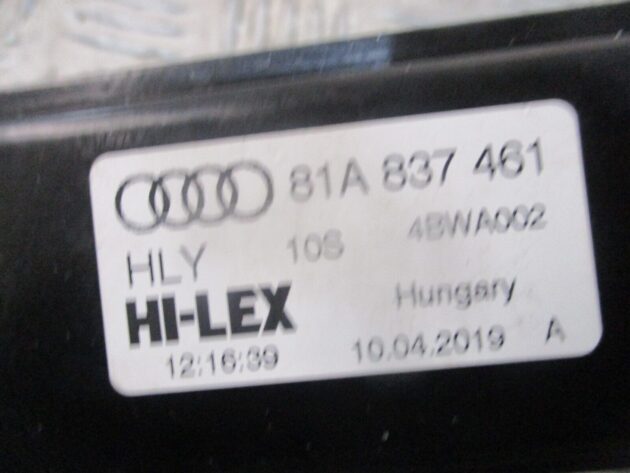 81A 837 461
HLY 10S 4BWA002
HI-LEX Hungary
12:16:39 10.04.2019 A